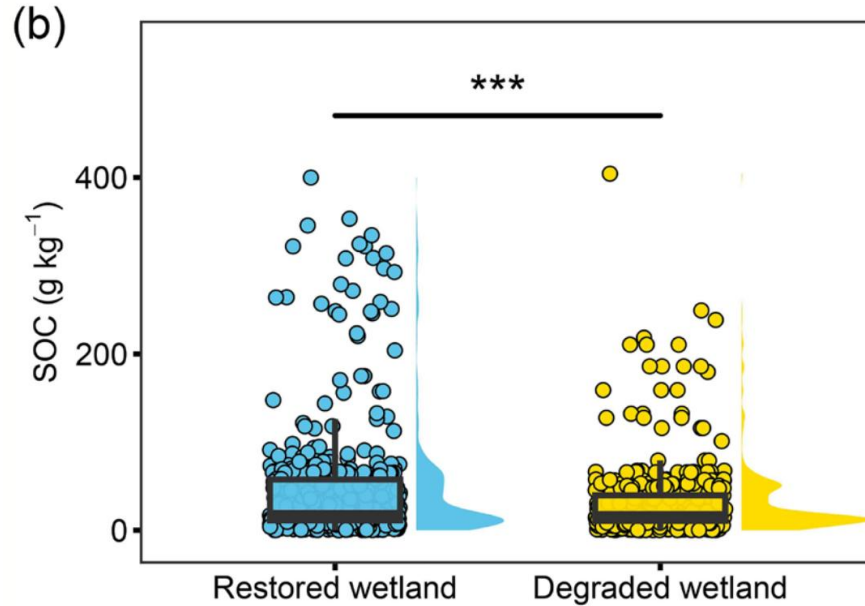 (b)
***
SOC (g kg⁻¹)
400
200
0
Restored wetland
Degraded wetland